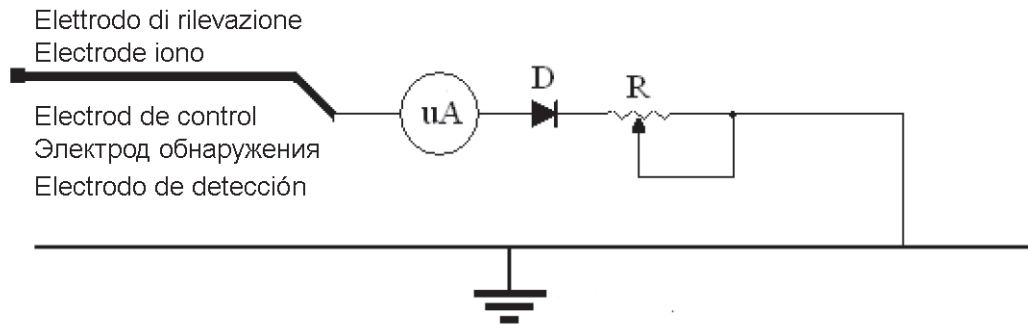 Elettrodo di rilevazione
Electrode iono
Electrod de control
Электрод обнаружения
Electrodo de detección
uA
D
R